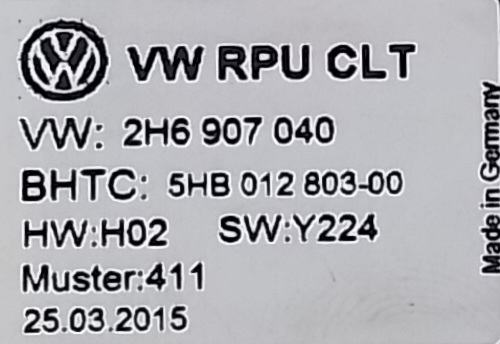 VW RPU CLT
VW: 2H6 907 040
BHTC: 5HB 012 803-00
HW:H02 SW:Y224
Muster:411
25.03.2015
Made in Germany